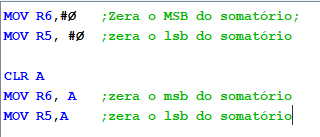 MOV R6,#Ø ;Zera o MSB do somatório;
MOV R5, #Ø ;zera o lsb do somatório
CLR A
MOV R6, A ;zera o msb do somatório
MOV R5,A ;zera o lsb do somatório